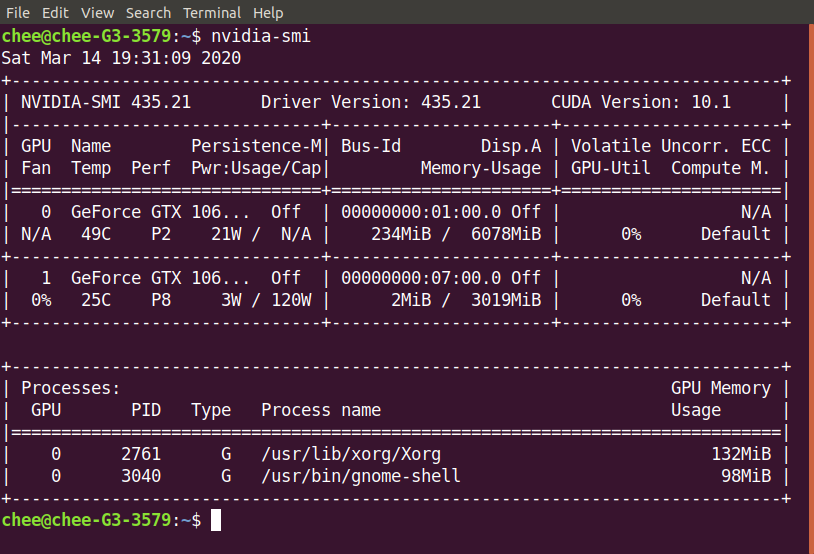 File Edit View Search Terminal Help
chee@chee-G3-3579:~$ nvidia-smi
Sat Mar 14 19:31:09 2020
+-----------------------------------------------------------------------------+
| NVIDIA-SMI 435.21       Driver Version: 435.21       CUDA Version: 10.1     |
|-------------------------------+----------------------+----------------------+
| GPU  Name        Persistence-M| Bus-Id        Disp.A | Volatile Uncorr. ECC |
| Fan  Temp  Perf  Pwr:Usage/Cap|         Memory-Usage | GPU-Util  Compute M. |
|===============================+======================+======================|
|   0  GeForce GTX 106...  Off  | 00000000:01:00.0 Off |                  N/A |
| N/A   49C    P2    21W /  N/A |    234MiB /  6078MiB |      0%      Default |
+-------------------------------+----------------------+----------------------+
|   1  GeForce GTX 106...  Off  | 00000000:07:00.0 Off |                  N/A |
|  0%   25C    P8     3W / 120W |      2MiB /  3019MiB |      0%      Default |
+-------------------------------+----------------------+----------------------+

+-----------------------------------------------------------------------------+
| Processes:                                                       GPU Memory |
|  GPU       PID   Type   Process name                             Usage      |
|=============================================================================|
|    0      2761      G   /usr/lib/xorg/Xorg                           132MiB |
|    0      3040      G   /usr/bin/gnome-shell                          98MiB |
+-----------------------------------------------------------------------------+
chee@chee-G3-3579:~$